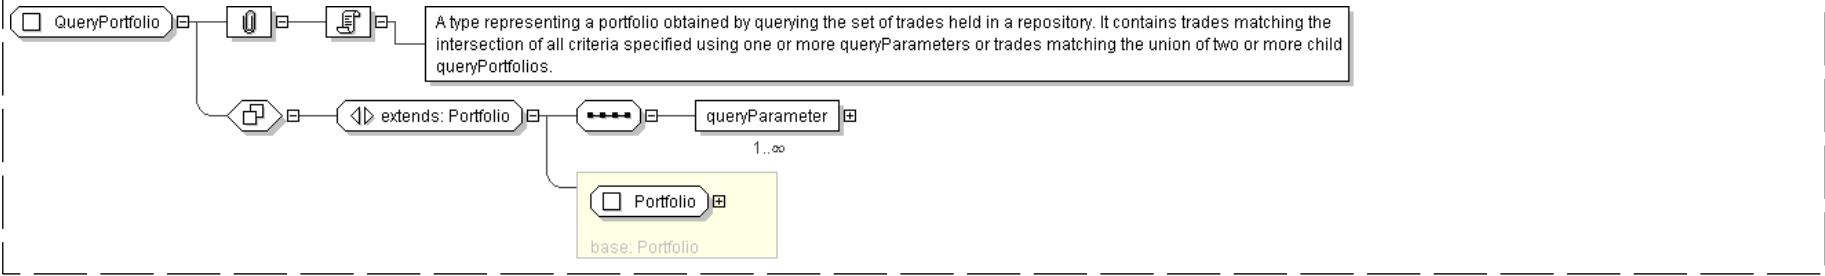 QueryPortfolio
A type representing a portfolio obtained by querying the set of trades held in a repository. It contains trades matching the
intersection of all criteria specified using one or more queryParameters or trades matching the union of two or more child
queryPortfolios.
extends: Portfolio
queryParameter
1..∞
Portfolio
base: Portfolio